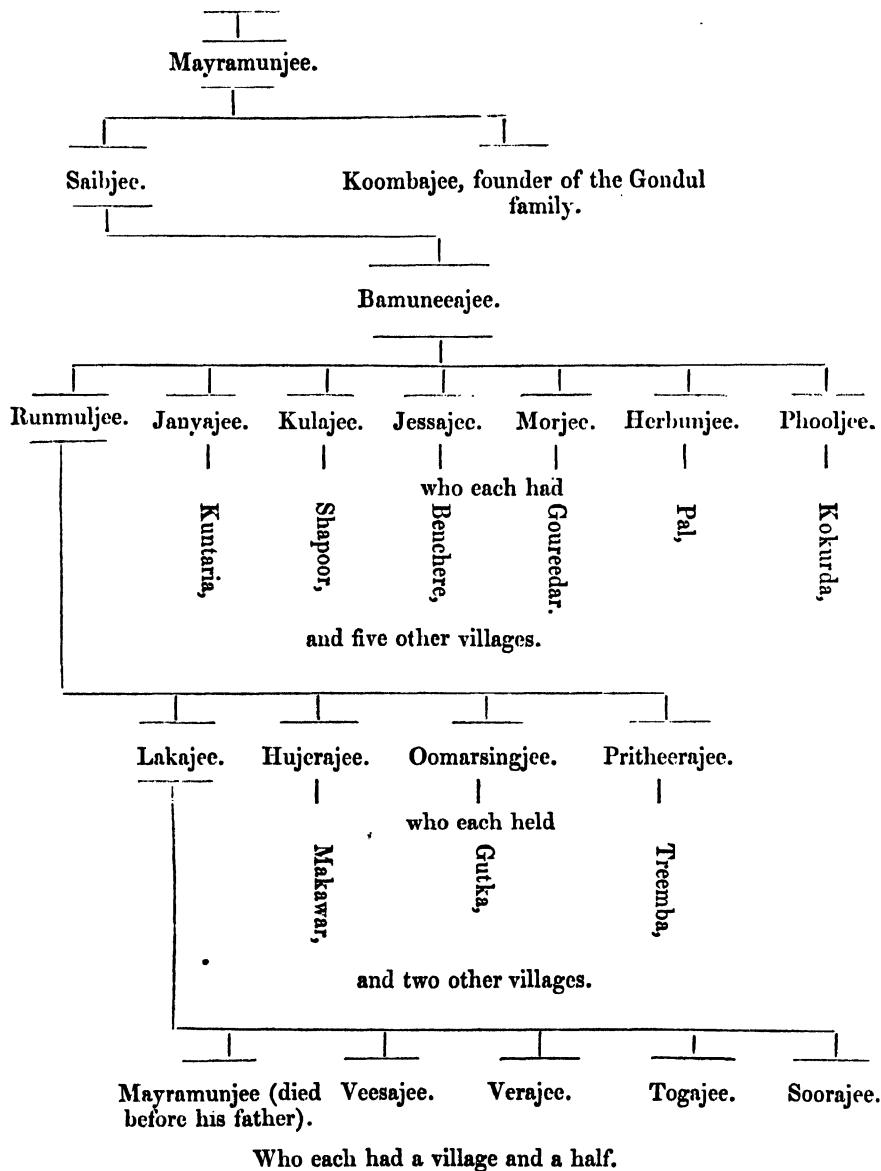 Mayramunjee.
Saibjee. Koombajee, founder of the Gondul
family.
Bamuneeajee.
Runmuljee. Janyajee. Kulajee. Jessajee. Morjee. Herbunjee. Phooljee.
who each had
Kuntaria, Shapoor, Benchere, Goureedar. Pal, Kokurda,
and five other villages.
Lakajee. Hujerajee. Oomarsingjee. Pritheerajee.
who each held
Makawar, Gutka, Treemba,
and two other villages.
Mayramunjee (died Veesajee. Verajee. Togajee. Soorajee.
before his father).
Who each had a village and a half.